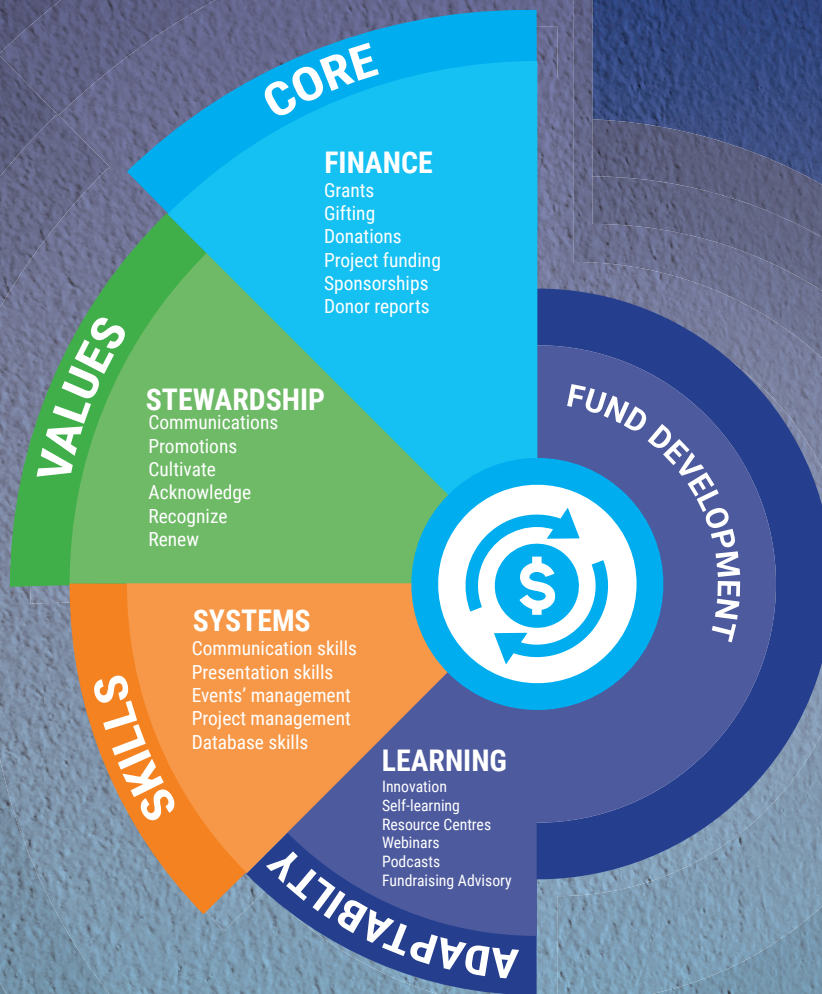 CORE
FINANCE
Grants
Gifting
Donations
Project funding
Sponsorships
Donor reports
VALUES
STEWARDSHIP
Communications
Promotions
Cultivate
Acknowledge
Recognize
Renew
FUND DEVELOPMENT
$
SKILLS
SYSTEMS
Communication skills
Presentation skills
Events’ management
Project management
Database skills
LEARNING
Innovation
Self-learning
Resource Centres
Webinars
Podcasts
Fundraising Advisory
ADAPTABILTY